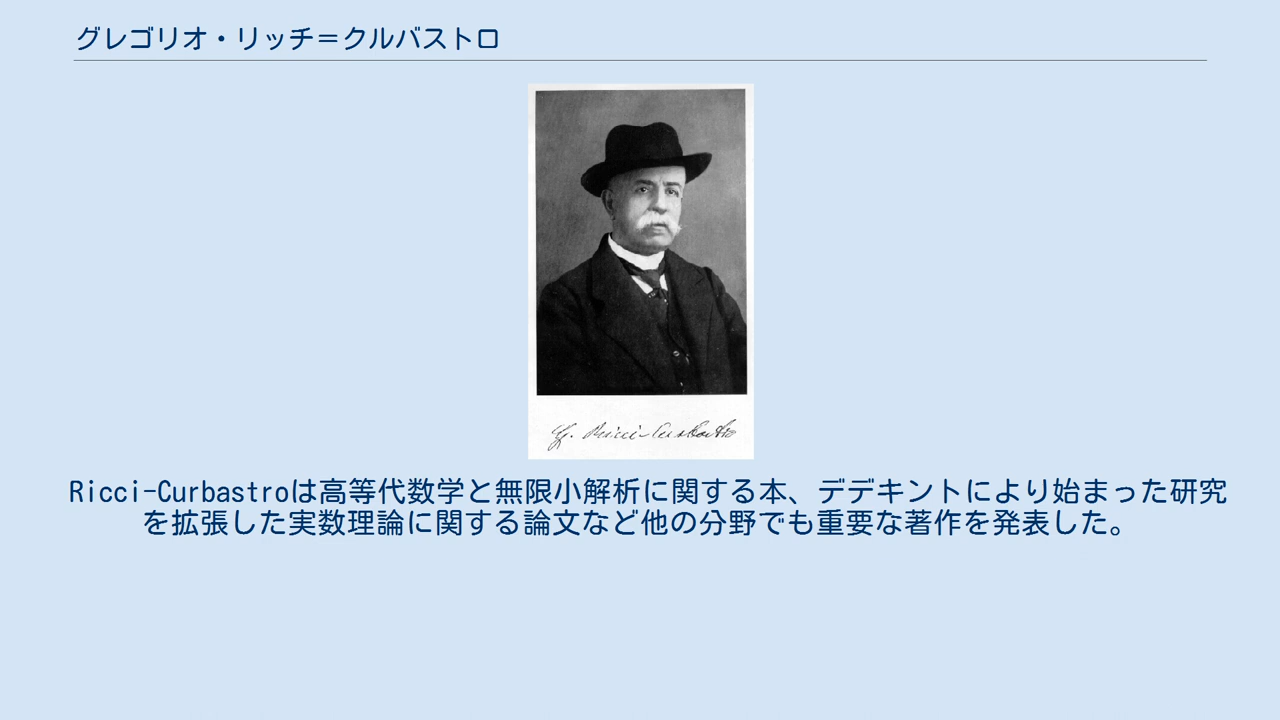 グレゴリオ・リッチ＝クルバストロ
G. Ricci-Curbastro
Ricci-Curbastroは高等代数学と無限小解析に関する本、デデキントにより始まった研究
を拡張した実数理論に関する論文など他の分野でも重要な著作を発表した。